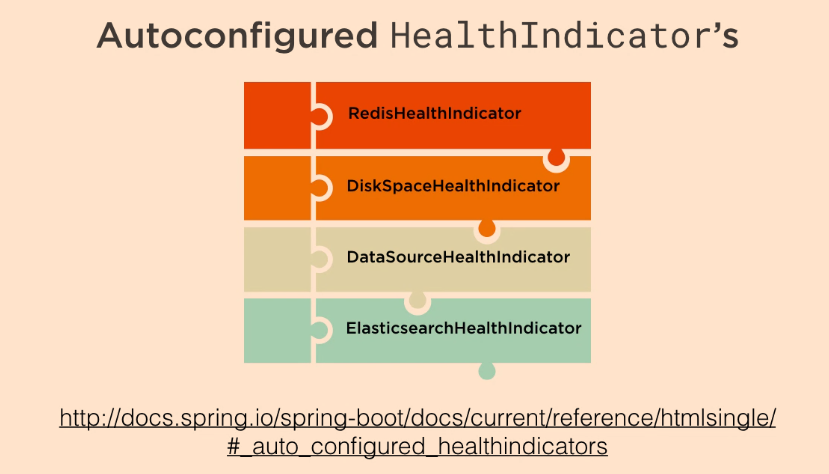 Autoconfigured HealthIndicator’s
RedisHealthIndicator
DiskSpaceHealthIndicator
DataSourceHealthIndicator
ElasticsearchHealthIndicator
http://docs.spring.io/spring-boot/docs/current/reference/htmlsingle/
#_auto_configured_healthindicators